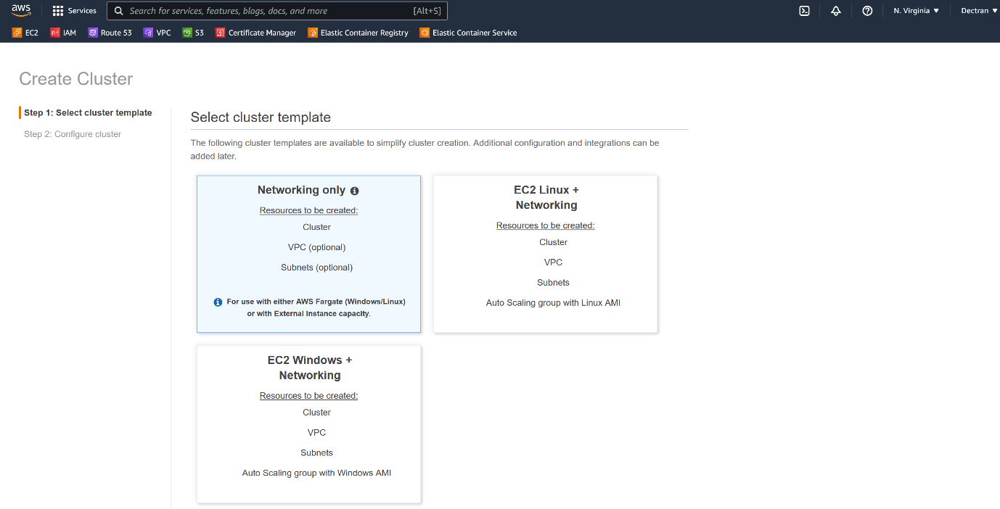 aws Services Search for services, features, blogs, docs, and more [Alt+S] N. Virginia ▼ Dectran ▼
EC2 IAM Route 53 VPC S3 Certificate Manager Elastic Container Registry Elastic Container Service
Create Cluster
Step 1: Select cluster template
Step 2: Configure cluster
Select cluster template
The following cluster templates are available to simplify cluster creation. Additional configuration and integrations can be
added later.
Networking only
Resources to be created:
Cluster
VPC (optional)
Subnets (optional)
For use with either AWS Fargate (Windows/Linux)
or with External instance capacity.
EC2 Linux +
Networking
Resources to be created:
Cluster
VPC
Subnets
Auto Scaling group with Linux AMI
EC2 Windows +
Networking
Resources to be created:
Cluster
VPC
Subnets
Auto Scaling group with Windows AMI